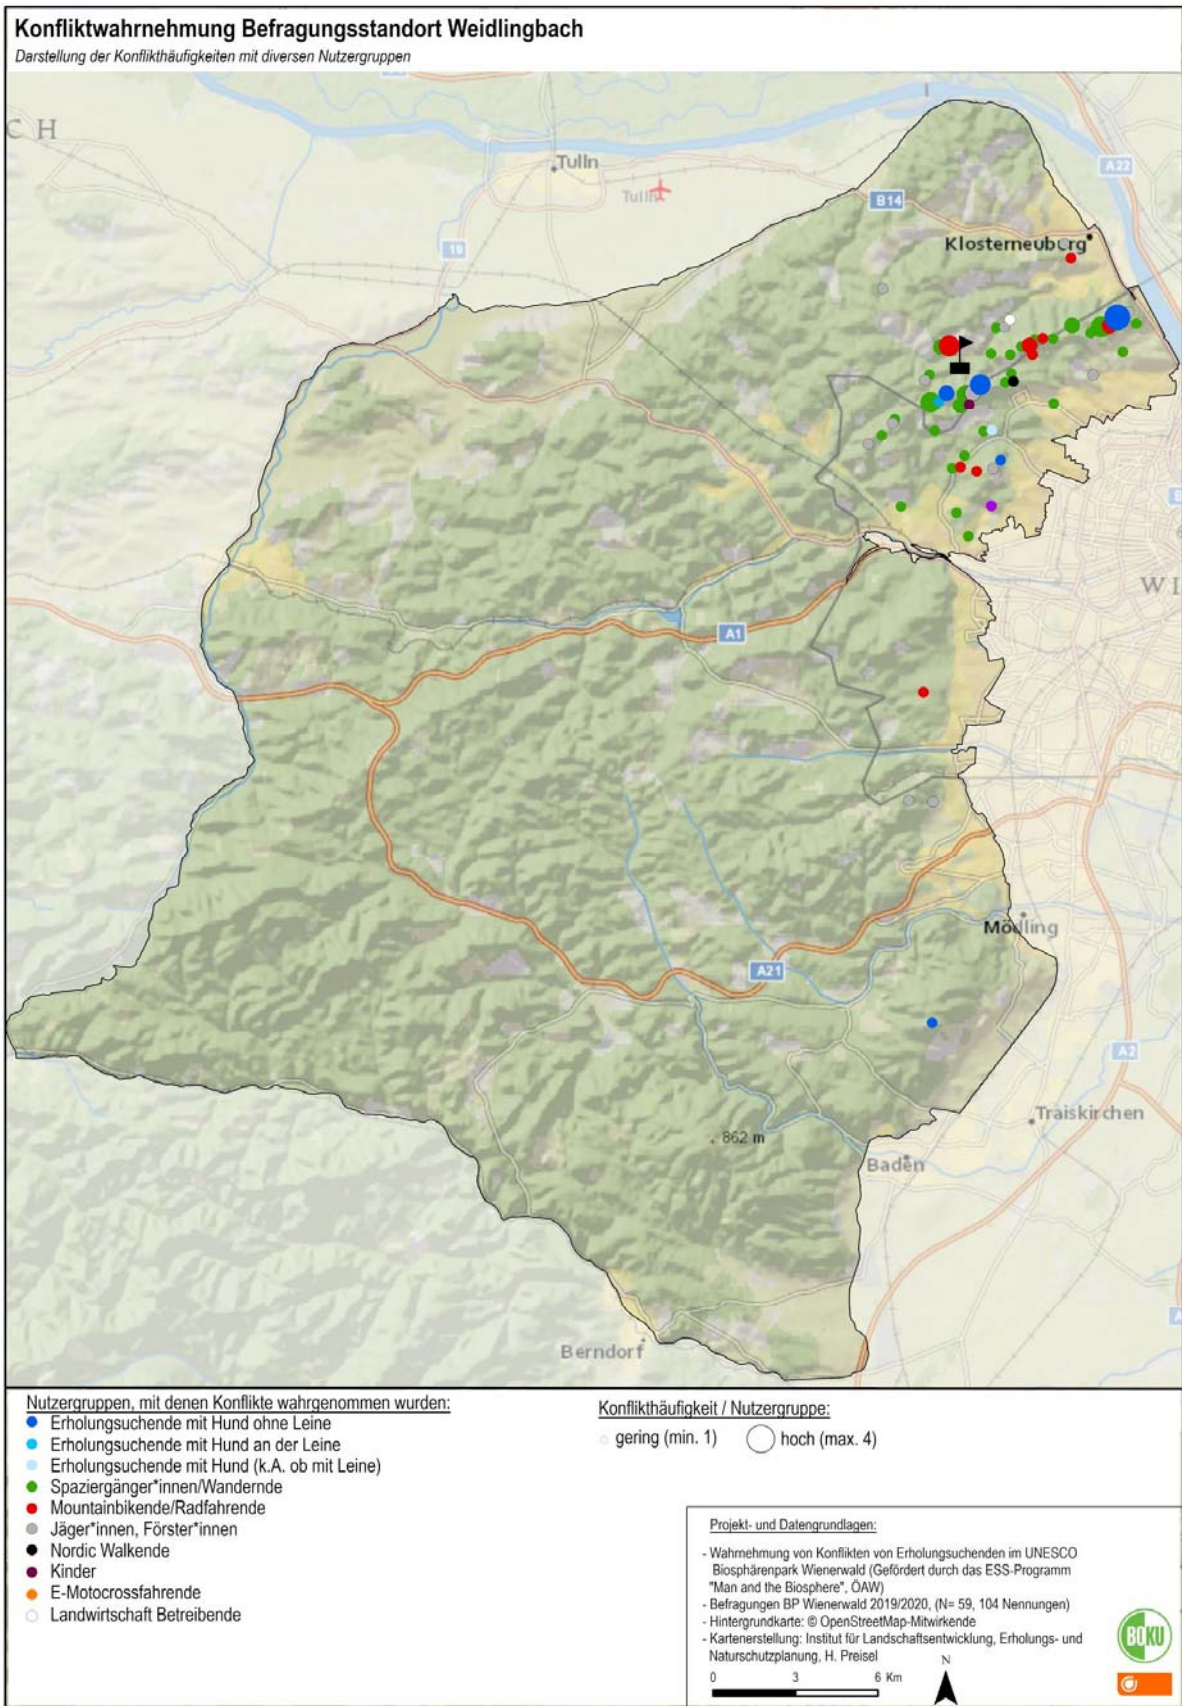 Konfliktwahrnehmung Befragungsstandort Weidlingbach
Darstellung der Konflikthäufigkeiten mit diversen Nutzergruppen
C H
Tulln
Tulln
A22
B14
19
Klosterneuburg
WI
A1
Mödling
A21
A2
Traiskirchen
. 862 m
Baden
Berndorf
Nutzergruppen, mit denen Konflikte wahrgenommen wurden:
Erholungsuchende mit Hund ohne Leine
Erholungsuchende mit Hund an der Leine
Erholungsuchende mit Hund (k.A. ob mit Leine)
Spaziergänger*innen/Wandernde
Mountainbikende/Radfahrende
Jäger*innen, Förster*innen
Nordic Walkende
Kinder
E-Motocrossfahrende
Landwirtschaft Betreibende
Konflikthäufigkeit / Nutzergruppe:
gering (min. 1) hoch (max. 4)
Projekt- und Datengrundlagen:
- Wahrnehmung von Konflikten von Erholungsuchenden im UNESCO
Biosphärenpark Wienerwald (Gefördert durch das ESS-Programm
"Man and the Biosphere", ÖAW)
- Befragungen BP Wienerwald 2019/2020, (N= 59, 104 Nennungen)
- Hintergrundkarte: © OpenStreetMap-Mitwirkende
- Kartenerstellung: Institut für Landschaftsentwicklung, Erholungs- und
Naturschutzplanung, H. Preisel
N
0 3 6 Km
BOKU